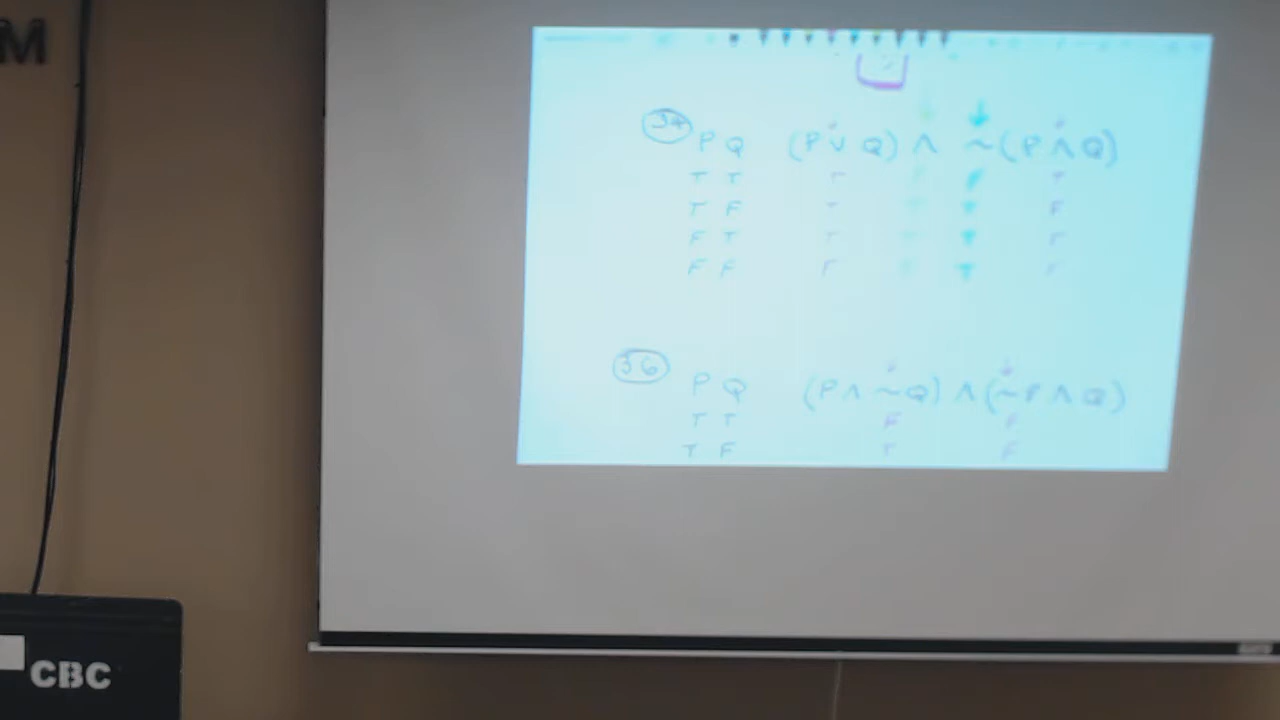 M
34 P Q (P ∨ Q) ∧ ~(P ∧ Q)
T T T F F T
T F T T T F
F T T T T F
F F F F T F
36 P Q (P ∧ ~Q) ∧ (~P ∧ Q)
T T F F
T F T F
CBC